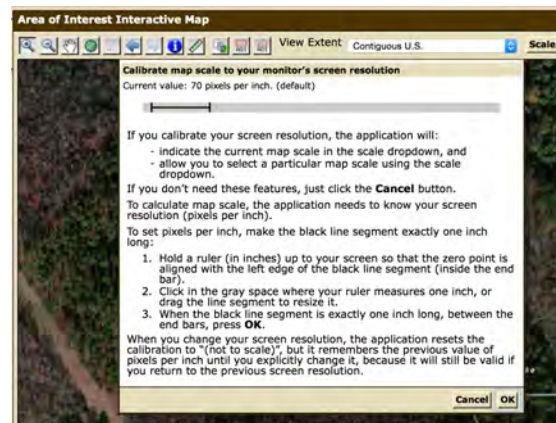 Area of Interest Interactive Map
View Extent Contiguous U.S. Scale
Calibrate map scale to your monitor's screen resolution
Current value: 70 pixels per inch. (default)
If you calibrate your screen resolution, the application will:
- indicate the current map scale in the scale dropdown, and
- allow you to select a particular map scale using the scale
dropdown.
If you don't need these features, just click the Cancel button.
To calculate map scale, the application needs to know your screen
resolution (pixels per inch).
To set pixels per inch, make the black line segment exactly one inch
long:
1. Hold a ruler (in inches) up to your screen so that the zero point is
aligned with the left edge of the black line segment (inside the end
bar).
2. Click in the gray space where your ruler measures one inch, or
drag the line segment to resize it.
3. When the black line segment is exactly one inch long, between the
end bars, press OK.
When you change your screen resolution, the application resets the
calibration to "(not to scale)", but it remembers the previous value of
pixels per inch until you explicitly change it, because it will still be valid if
you return to the previous screen resolution.
Cancel OK